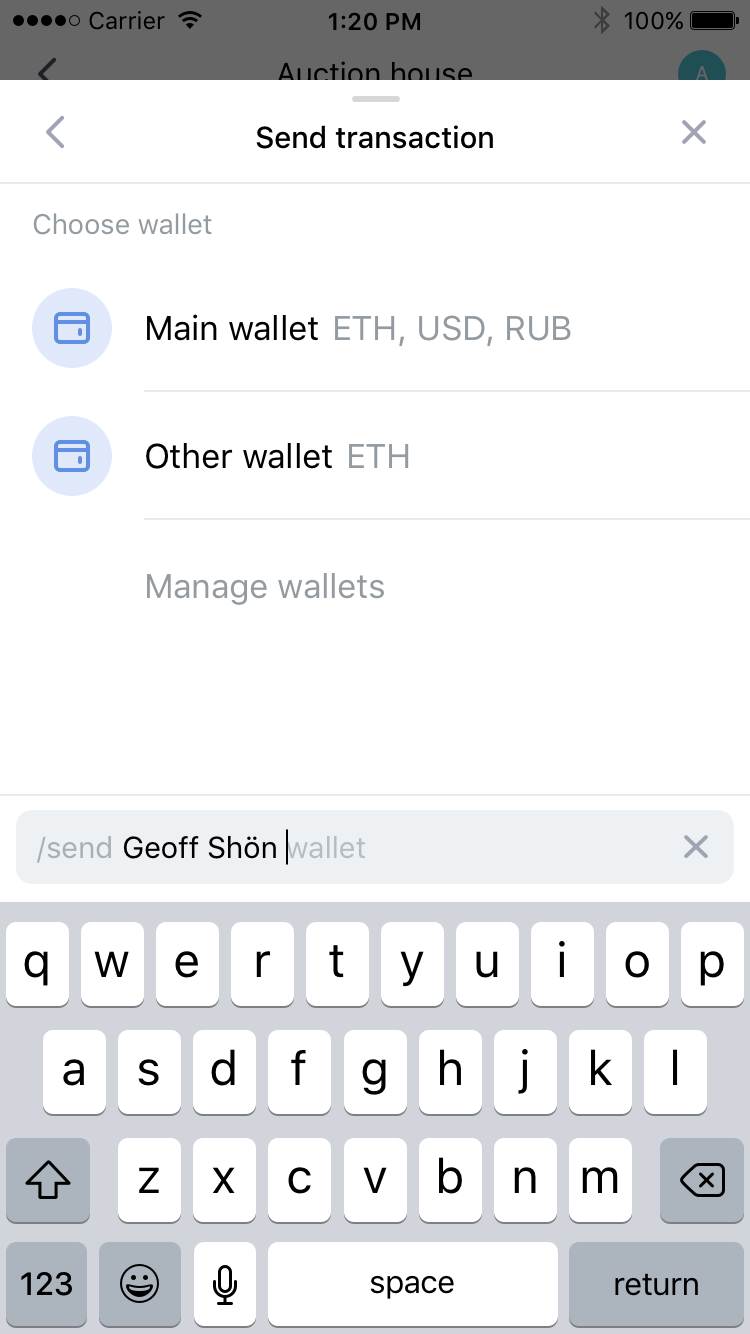 Carrier 1:20 PM 100%
Auction house A
Send transaction
Choose wallet
Main wallet ETH, USD, RUB
Other wallet ETH
Manage wallets
/send Geoff Shön wallet
q w e r t y u i o p
a s d f g h j k l
z x c v b n m
123 space return